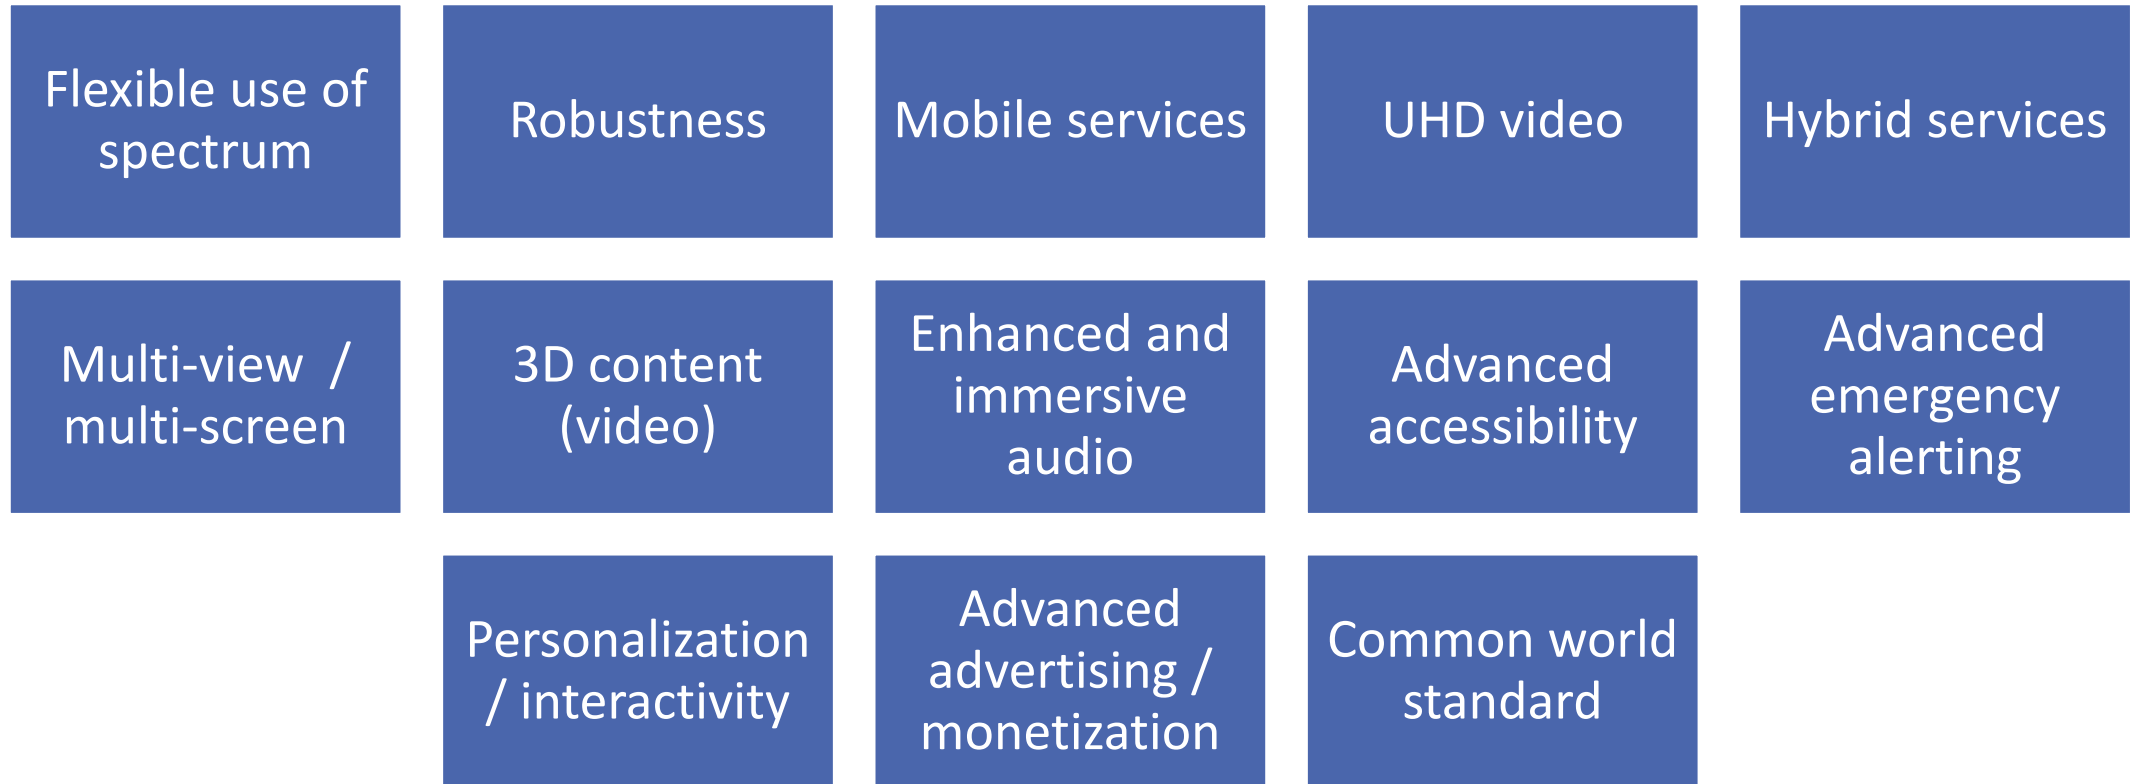 Flexible use of
spectrum
Robustness
Mobile services
UHD video
Hybrid services
Multi-view / 
multi-screen
3D content
(video)
Enhanced and
immersive
audio
Advanced
accessibility
Advanced
emergency
alerting
Personalization
/ interactivity
Advanced
advertising /
monetization
Common world
standard